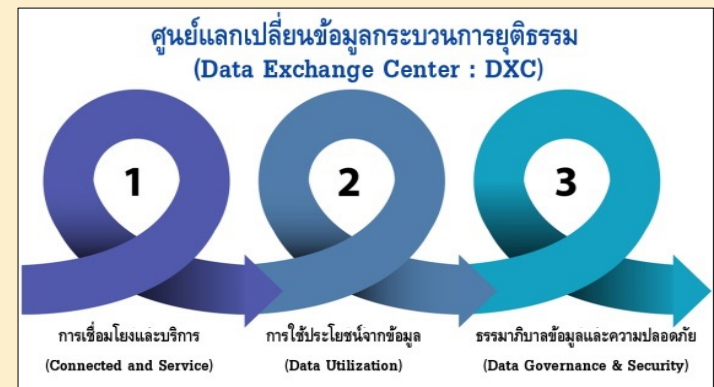 ศูนย์แลกเปลี่ยนข้อมูลกระบวนการยุติธรรม
(Data Exchange Center : DXC)
1
2
3
การเชื่อมโยงและบริการ
(Connected and Service)
การใช้ประโยชน์จากข้อมูล
(Data Utilization)
ธรรมาภิบาลข้อมูลและความปลอดภัย
(Data Governance & Security)